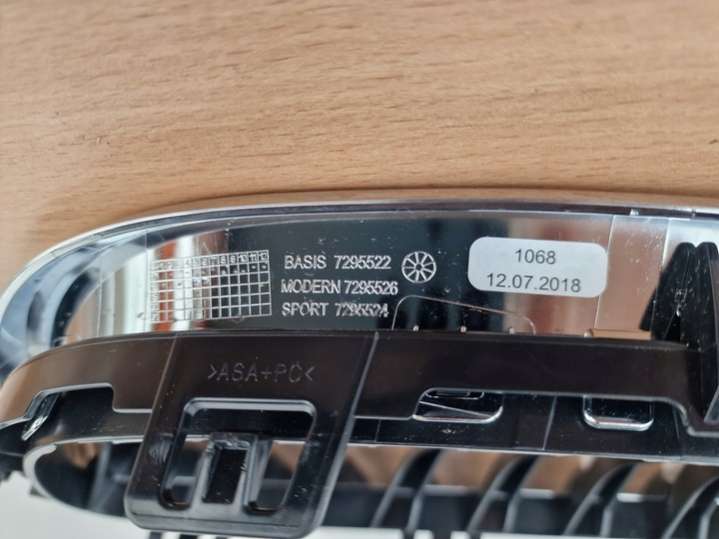 BASIS 7295522
MODERN 7295526
SPORT 7295524
1068
12.07.2018
>ASA+PC<